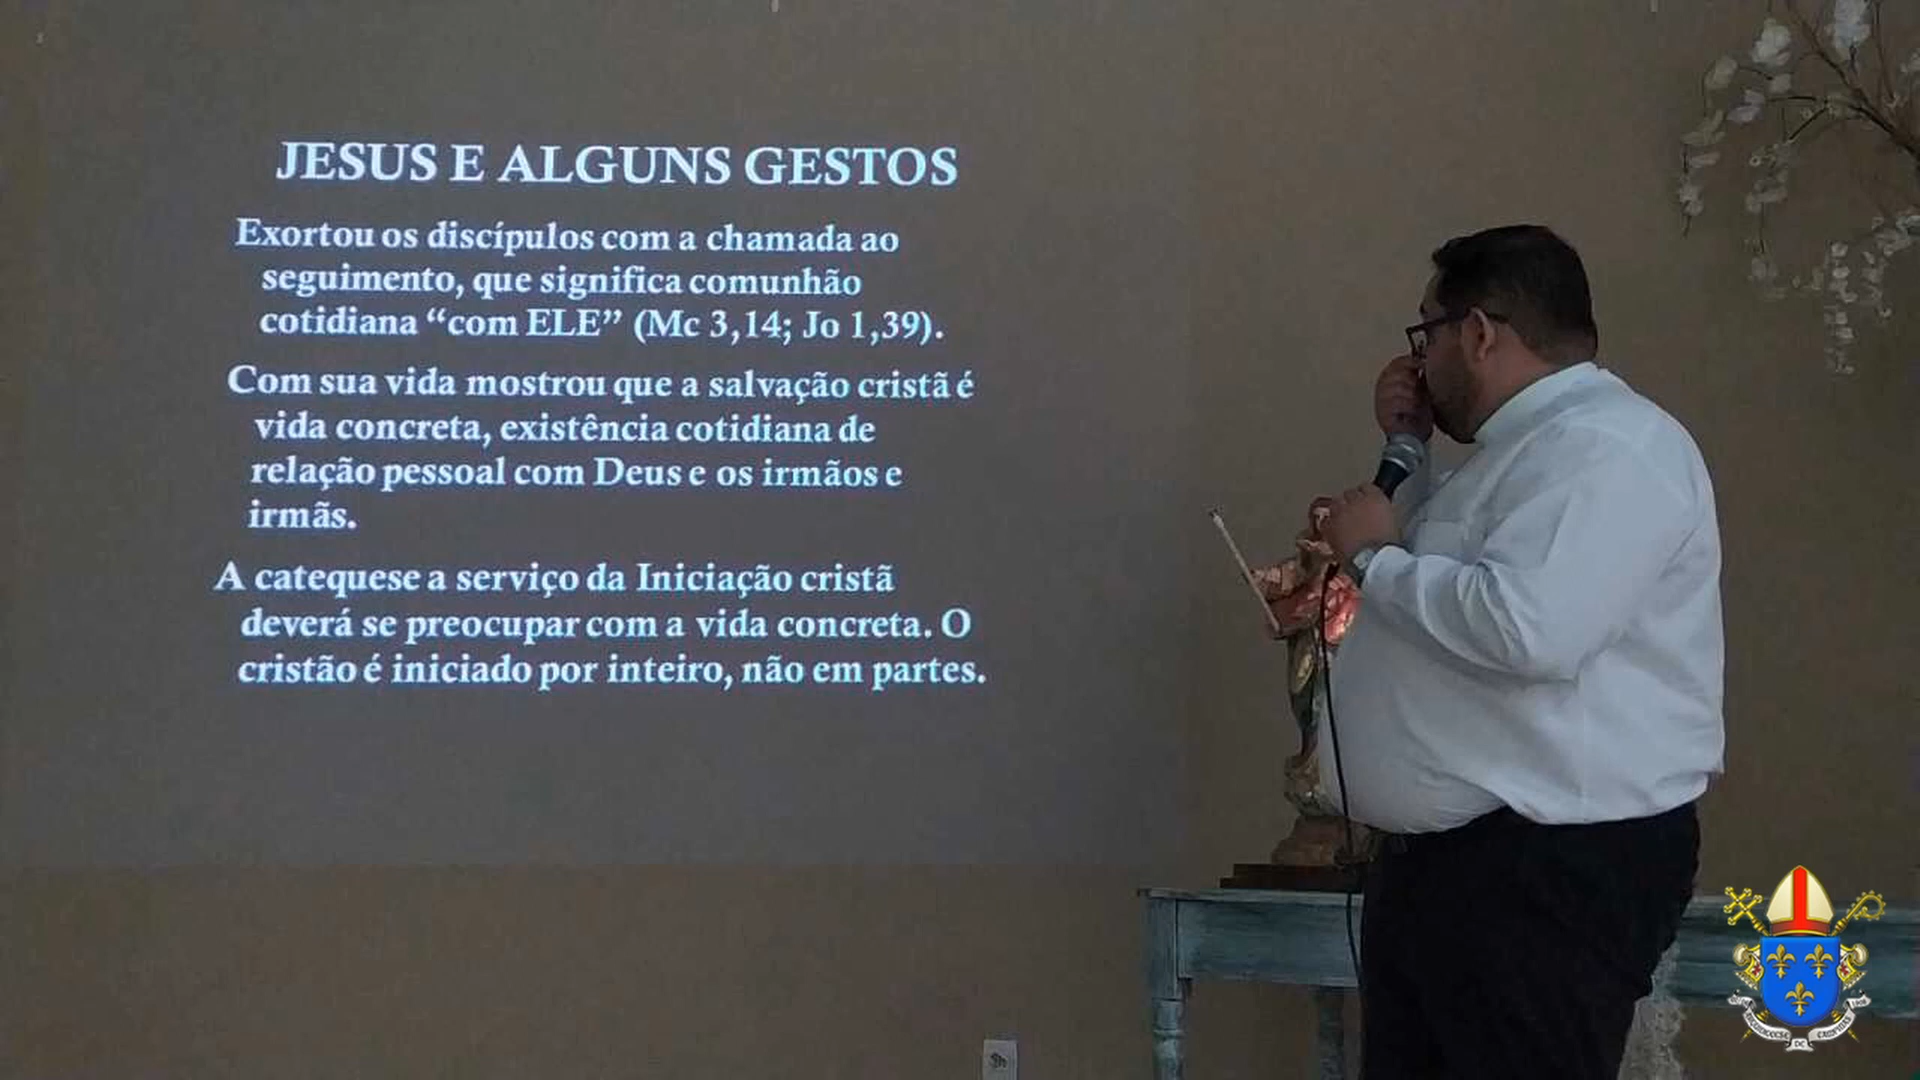 JESUS E ALGUNS GESTOS
Exortou os discípulos com a chamada ao
seguimento, que significa comunhão
cotidiana “com ELE” (Mc 3,14; Jo 1,39).
Com sua vida mostrou que a salvação cristã é
vida concreta, existência cotidiana de
relação pessoal com Deus e os irmãos e
irmãs.
A catequese a serviço da Iniciação cristã
deverá se preocupar com a vida concreta. O
cristão é iniciado por inteiro, não em partes.